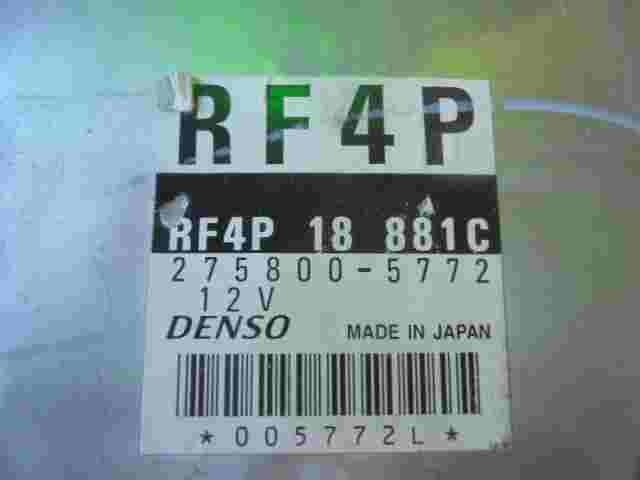 RF4P
RF4P 18 881C
275800-5772
12V
DENSO MADE IN JAPAN
*005772L*